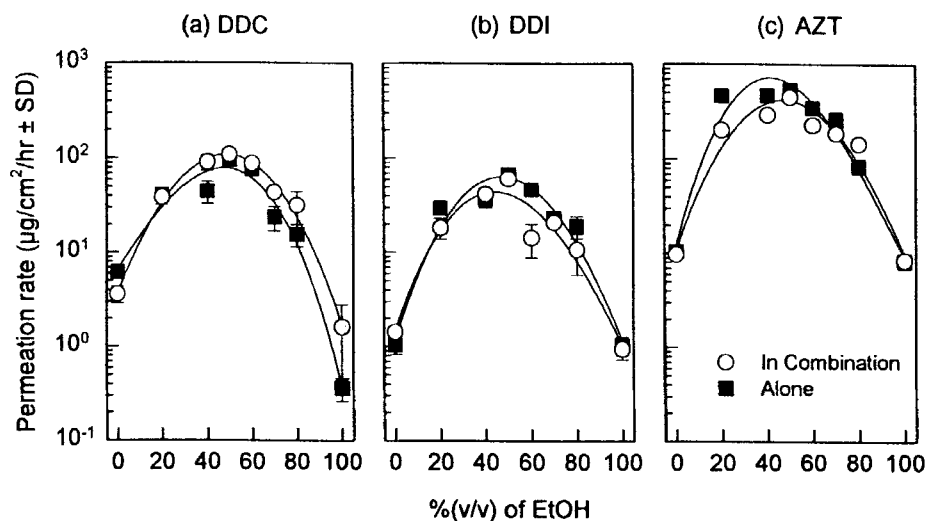 (a) DDC (b) DDI (c) AZT
Permeation rate (µg/cm²/hr ± SD)
10³
10²
10¹
10⁰
10⁻¹
In Combination
Alone
0 20 40 60 80 100 0 20 40 60 80 100 0 20 40 60 80 100
%(v/v) of EtOH